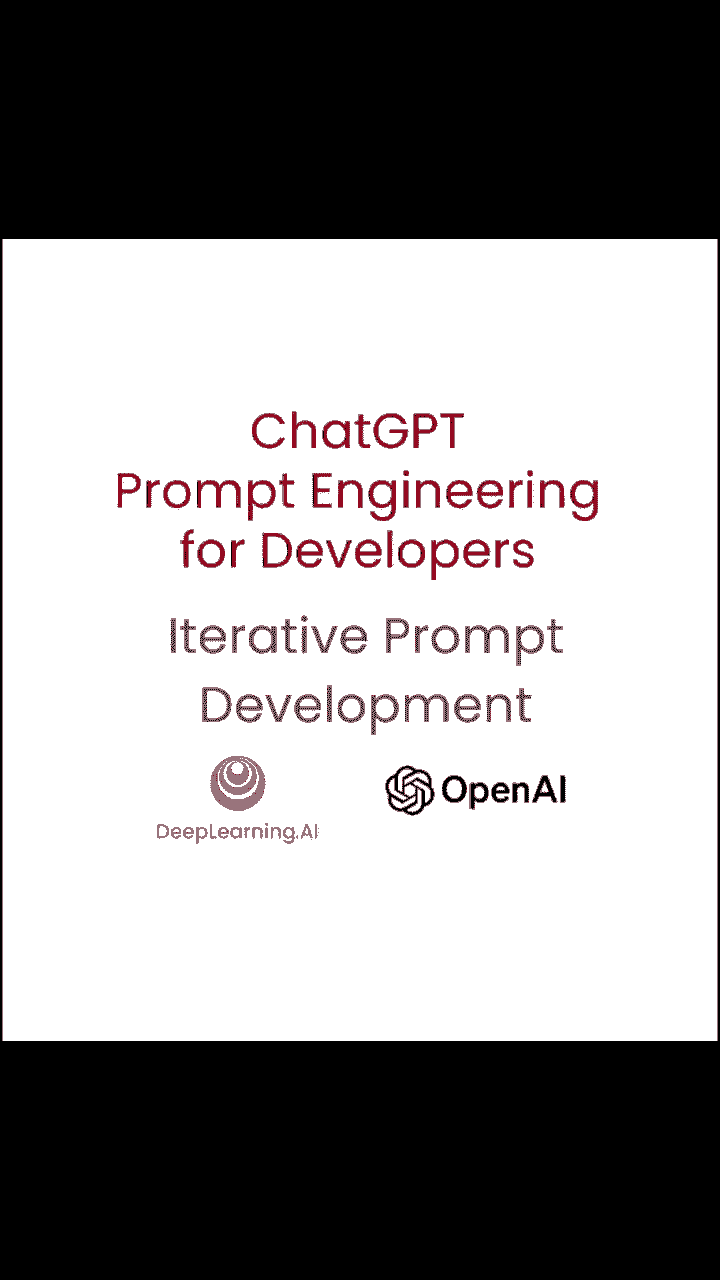 ChatGPT
Prompt Engineering
for Developers
Iterative Prompt
Development
DeepLearning.AI
OpenAI